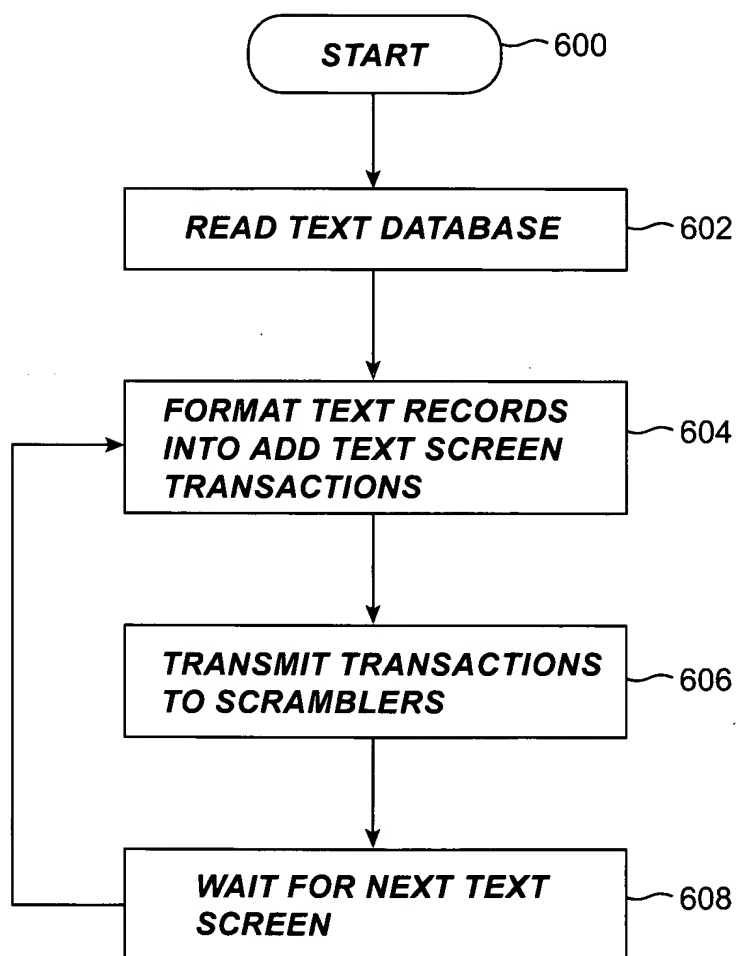 START
600
READ TEXT DATABASE
602
FORMAT TEXT RECORDS
INTO ADD TEXT SCREEN
TRANSACTIONS
604
TRANSMIT TRANSACTIONS
TO SCRAMBLERS
606
WAIT FOR NEXT TEXT
SCREEN
608